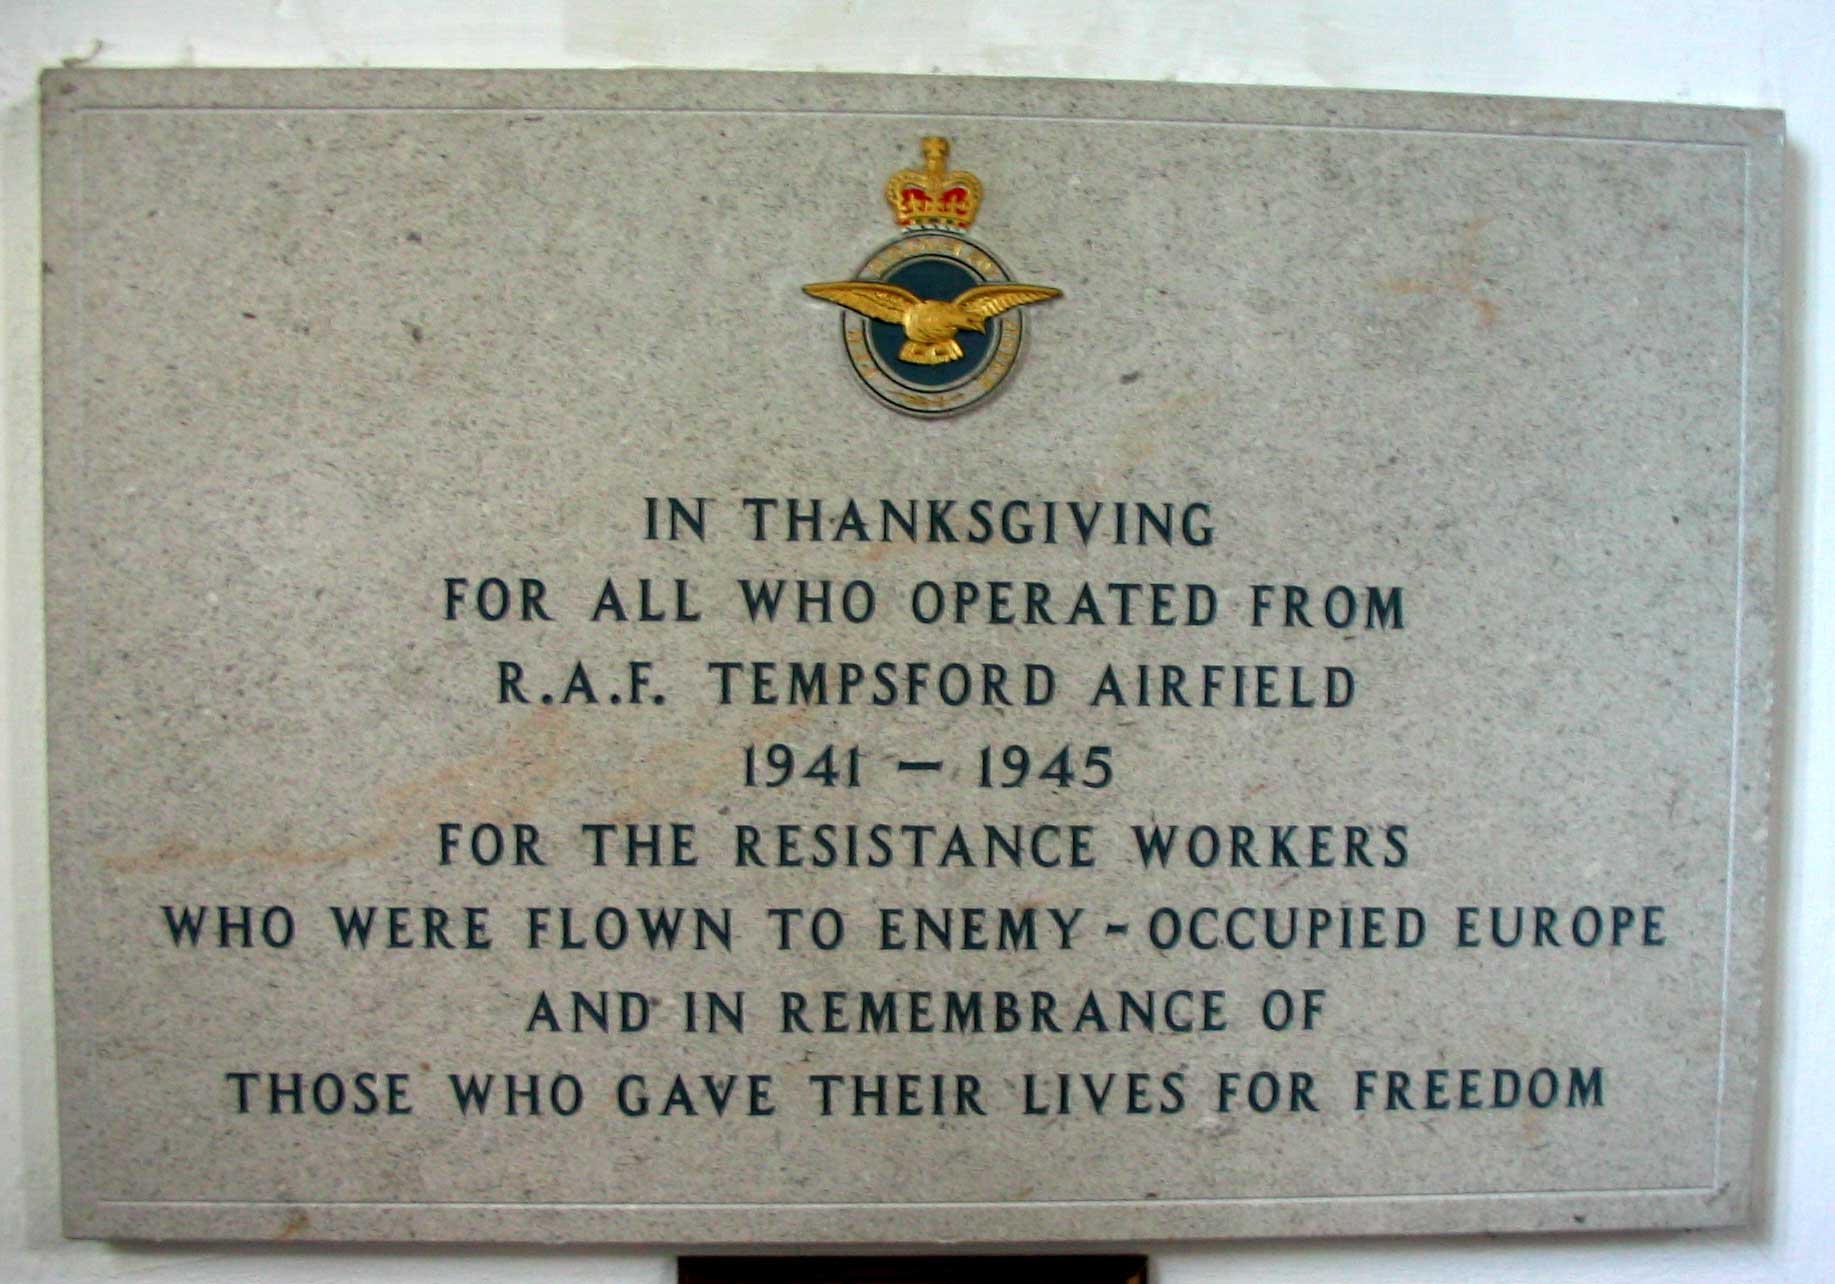 IN THANKSGIVING
FOR ALL WHO OPERATED FROM
R.A.F. TEMPSFORD AIRFIELD
1941 – 1945
FOR THE RESISTANCE WORKERS
WHO WERE FLOWN TO ENEMY-OCCUPIED EUROPE
AND IN REMEMBRANCE OF
THOSE WHO GAVE THEIR LIVES FOR FREEDOM